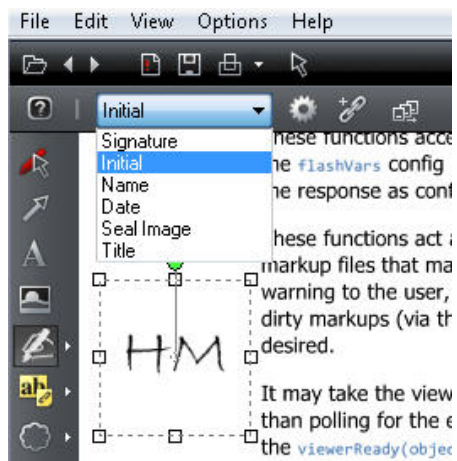 File Edit View Options Help
Initial
Signature
Initial
Name
Date
Seal Image
Title
these functions acce
he flashVars config
he response as conf
hese functions act a
markup files that ma
warning to the user,
dirty markups (via th
desired.
HM
It may take the view
than polling for the e
the viewerReady(objec
A
ab